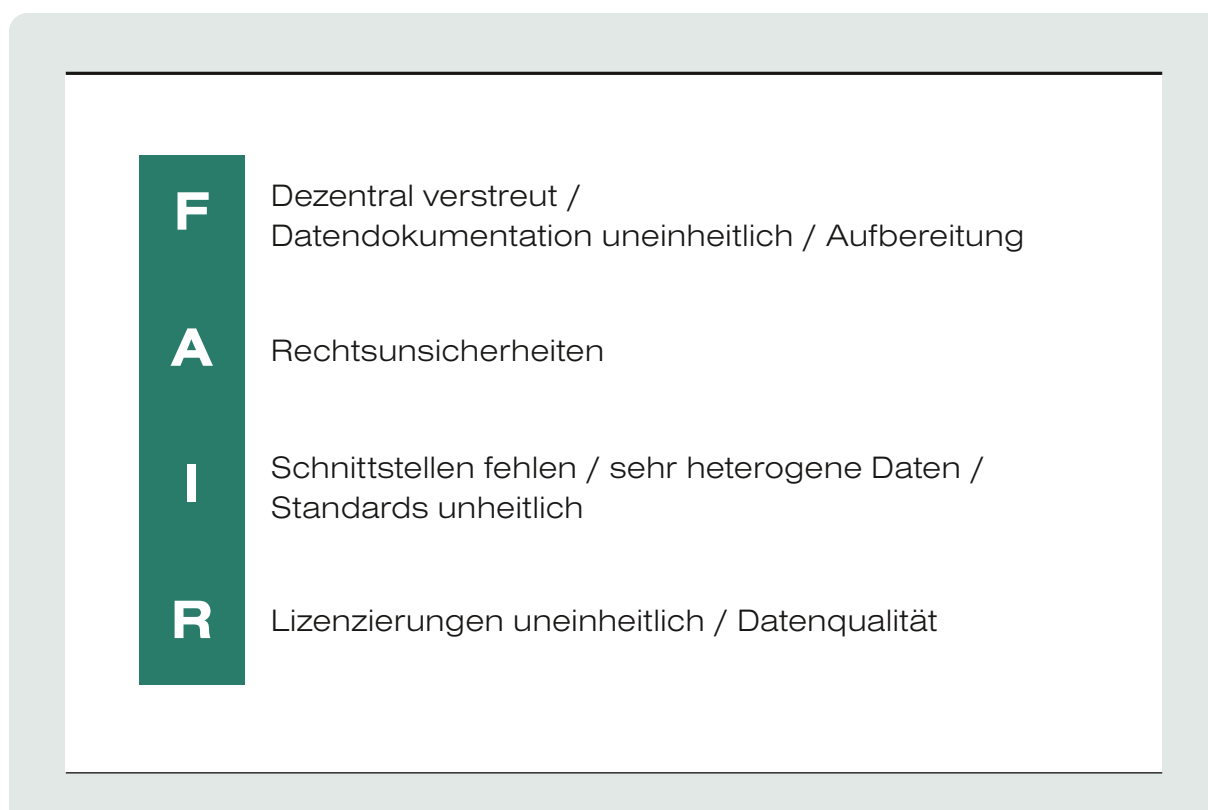 F
Dezentral verstreut /
Datendokumentation uneinheitlich / Aufbereitung
A
Rechtsunsicherheiten
I
Schnittstellen fehlen / sehr heterogene Daten /
Standards unheitlich
R
Lizenzierungen uneinheitlich / Datenqualität